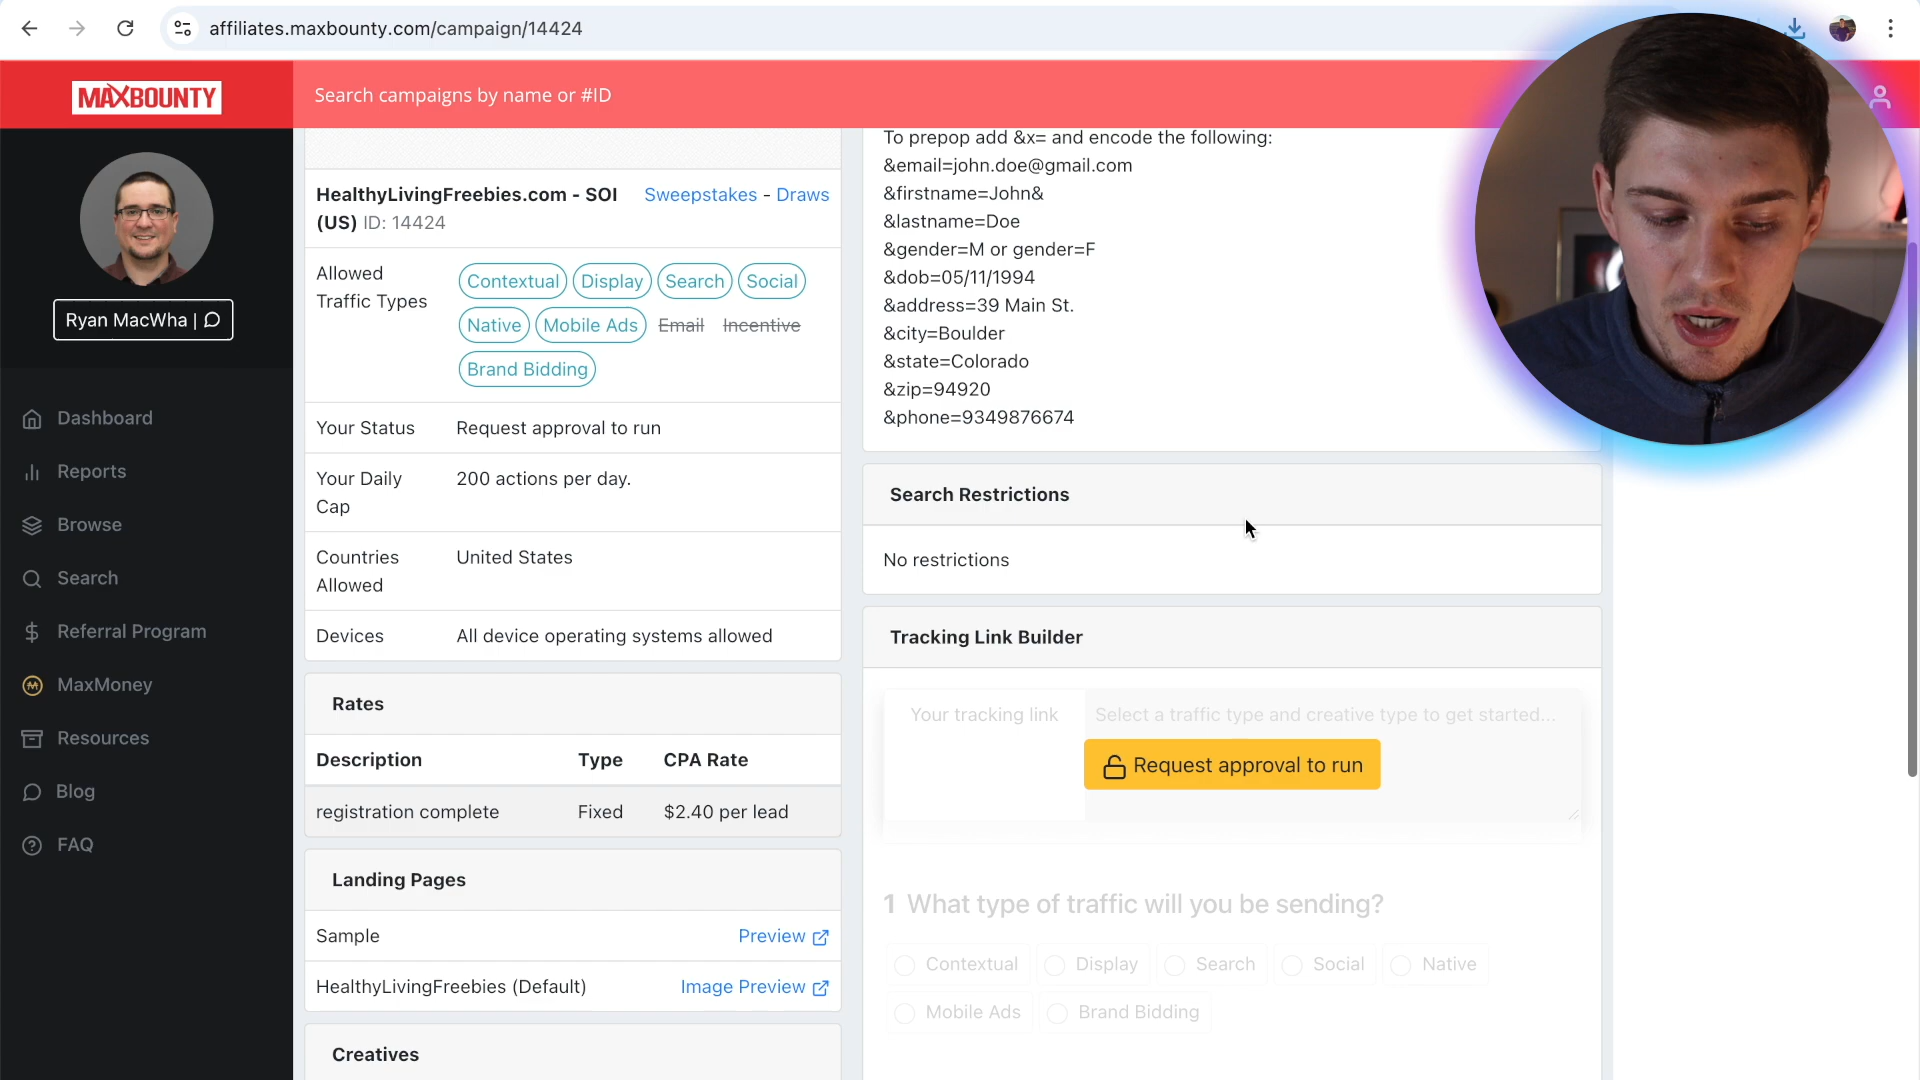 affiliates.maxbounty.com/campaign/14424
MAXBOUNTY
Search campaigns by name or #ID
Ryan MacWha |
Dashboard
Reports
Browse
Search
Referral Program
MaxMoney
Resources
Blog
FAQ
HealthyLivingFreebies.com - SOI
(US) ID: 14424
Sweepstakes - Draws
Allowed
Traffic Types
Contextual Display Search Social
Native Mobile Ads Email Incentive
Brand Bidding
Your Status
Request approval to run
Your Daily
Cap
200 actions per day.
Countries
Allowed
United States
Devices
All device operating systems allowed
Rates
Description Type CPA Rate
registration complete Fixed $2.40 per lead
Landing Pages
Sample Preview
HealthyLivingFreebies (Default) Image Preview
Creatives
To prepop add &x= and encode the following:
&email=john.doe@gmail.com
&firstname=John&
&lastname=Doe
&gender=M or gender=F
&dob=05/11/1994
&address=39 Main St.
&city=Boulder
&state=Colorado
&zip=94920
&phone=9349876674
Search Restrictions
No restrictions
Tracking Link Builder
Your tracking link
Select a traffic type and creative type to get started...
Request approval to run
1 What type of traffic will you be sending?
Contextual Display Search Social Native
Mobile Ads Brand Bidding